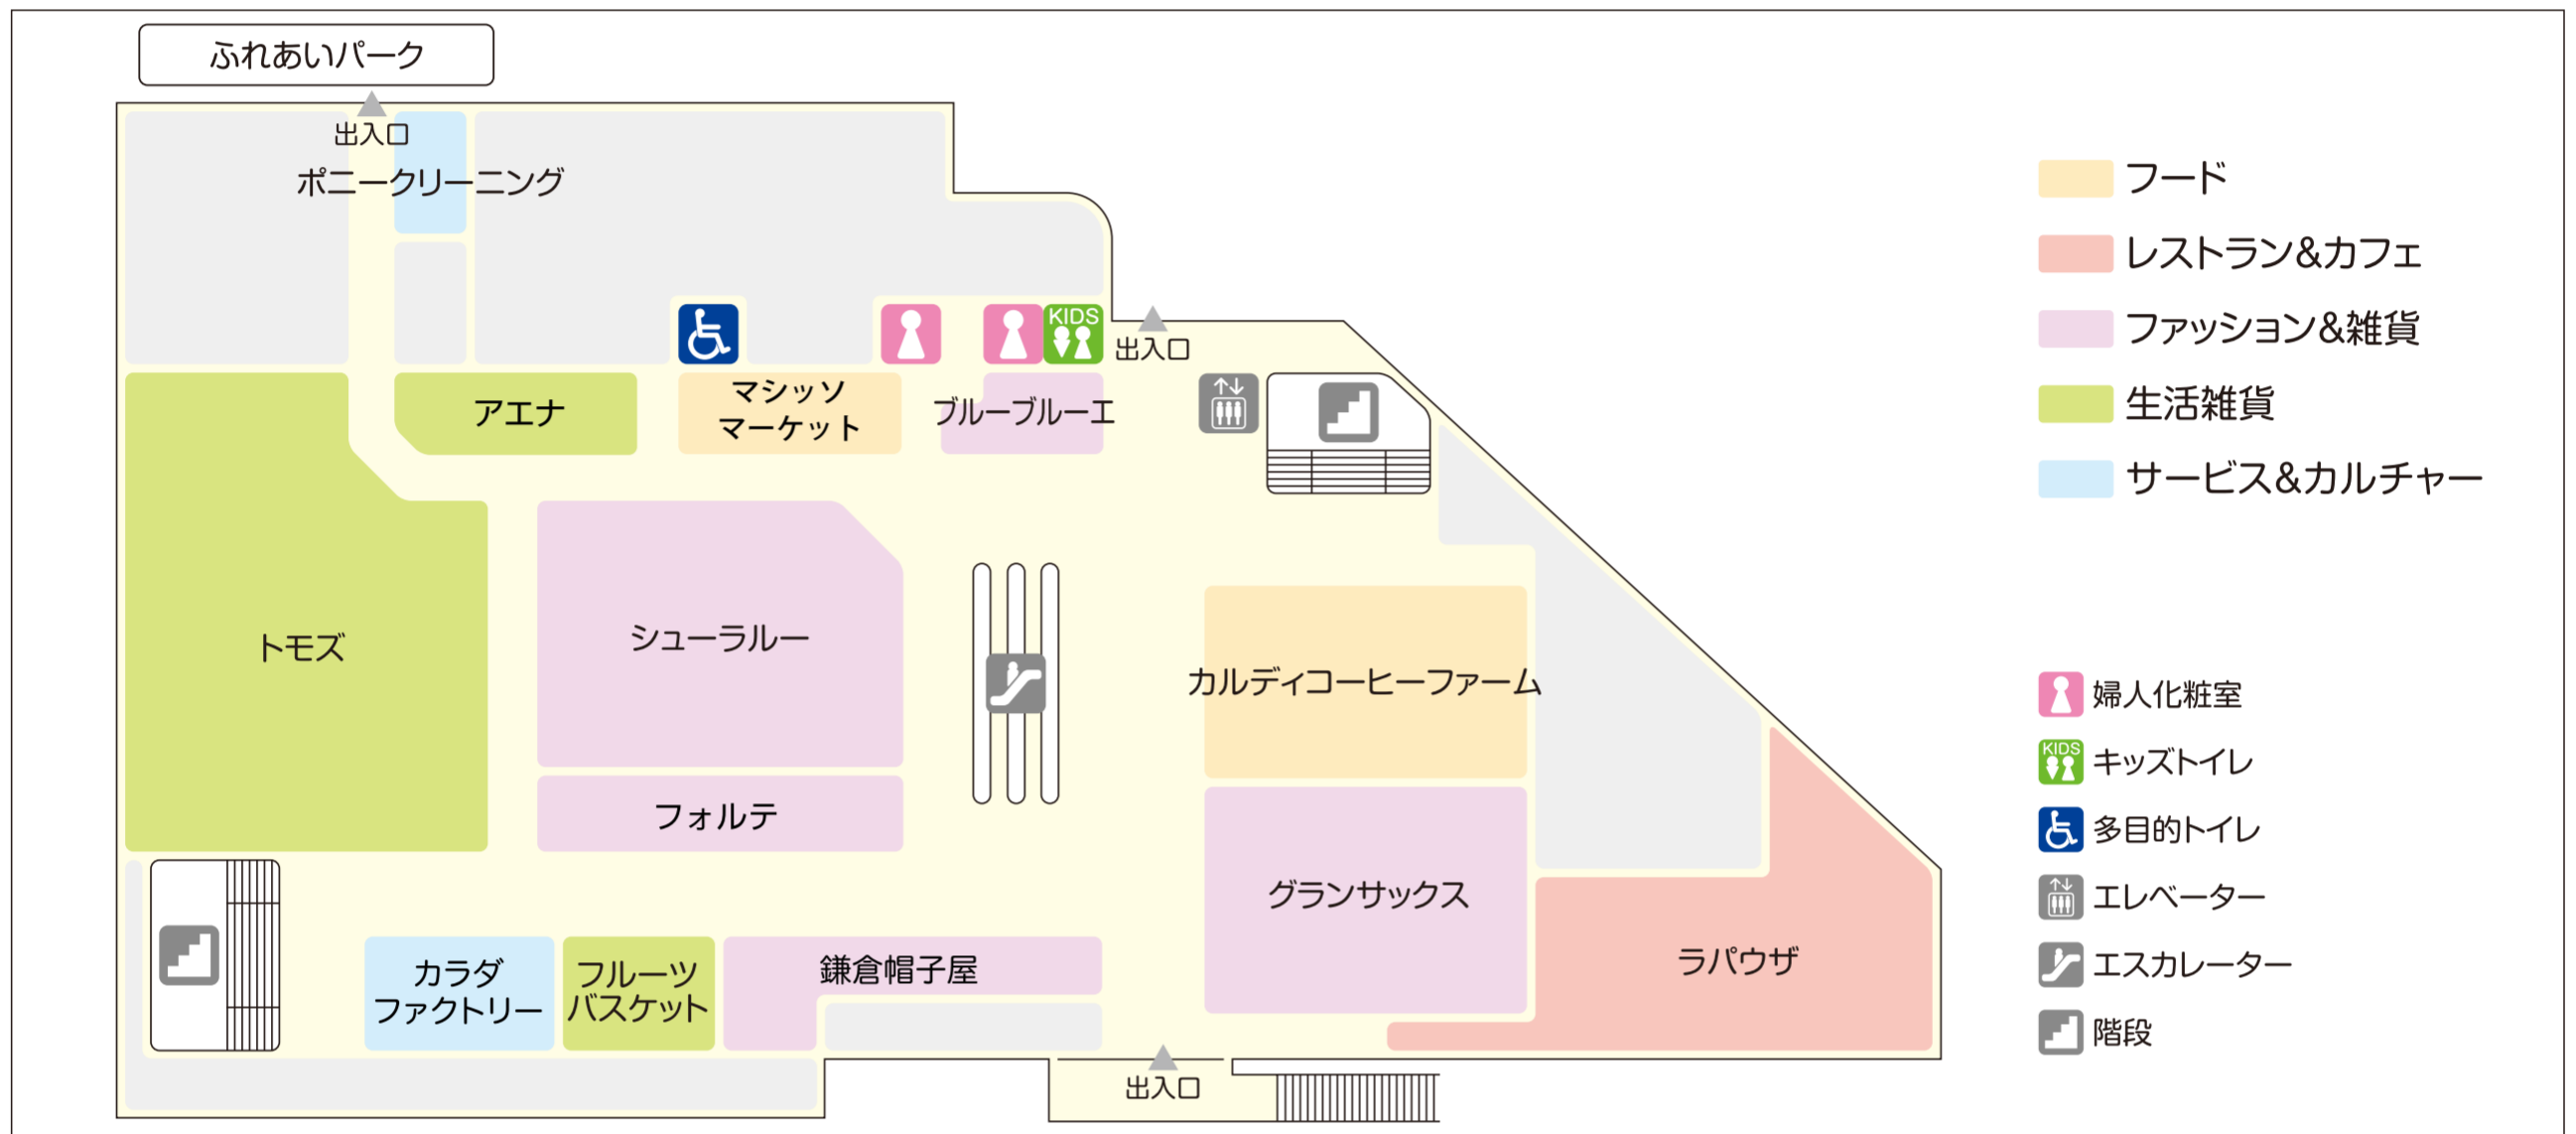 ふれあいパーク
出入口
ポニークリーニング
KIDS
出入口
アエナ
マシッソ
マーケット
ブルーブルーエ
トモズ
シューラルー
フォルテ
カルディコーヒーファーム
グランサックス
ラパウザ
カラダ
ファクトリー
フルーツ
バスケット
鎌倉帽子屋
出入口
フード
レストラン&カフェ
ファッション&雑貨
生活雑貨
サービス&カルチャー
婦人化粧室
KIDS
キッズトイレ
多目的トイレ
エレベーター
エスカレーター
階段